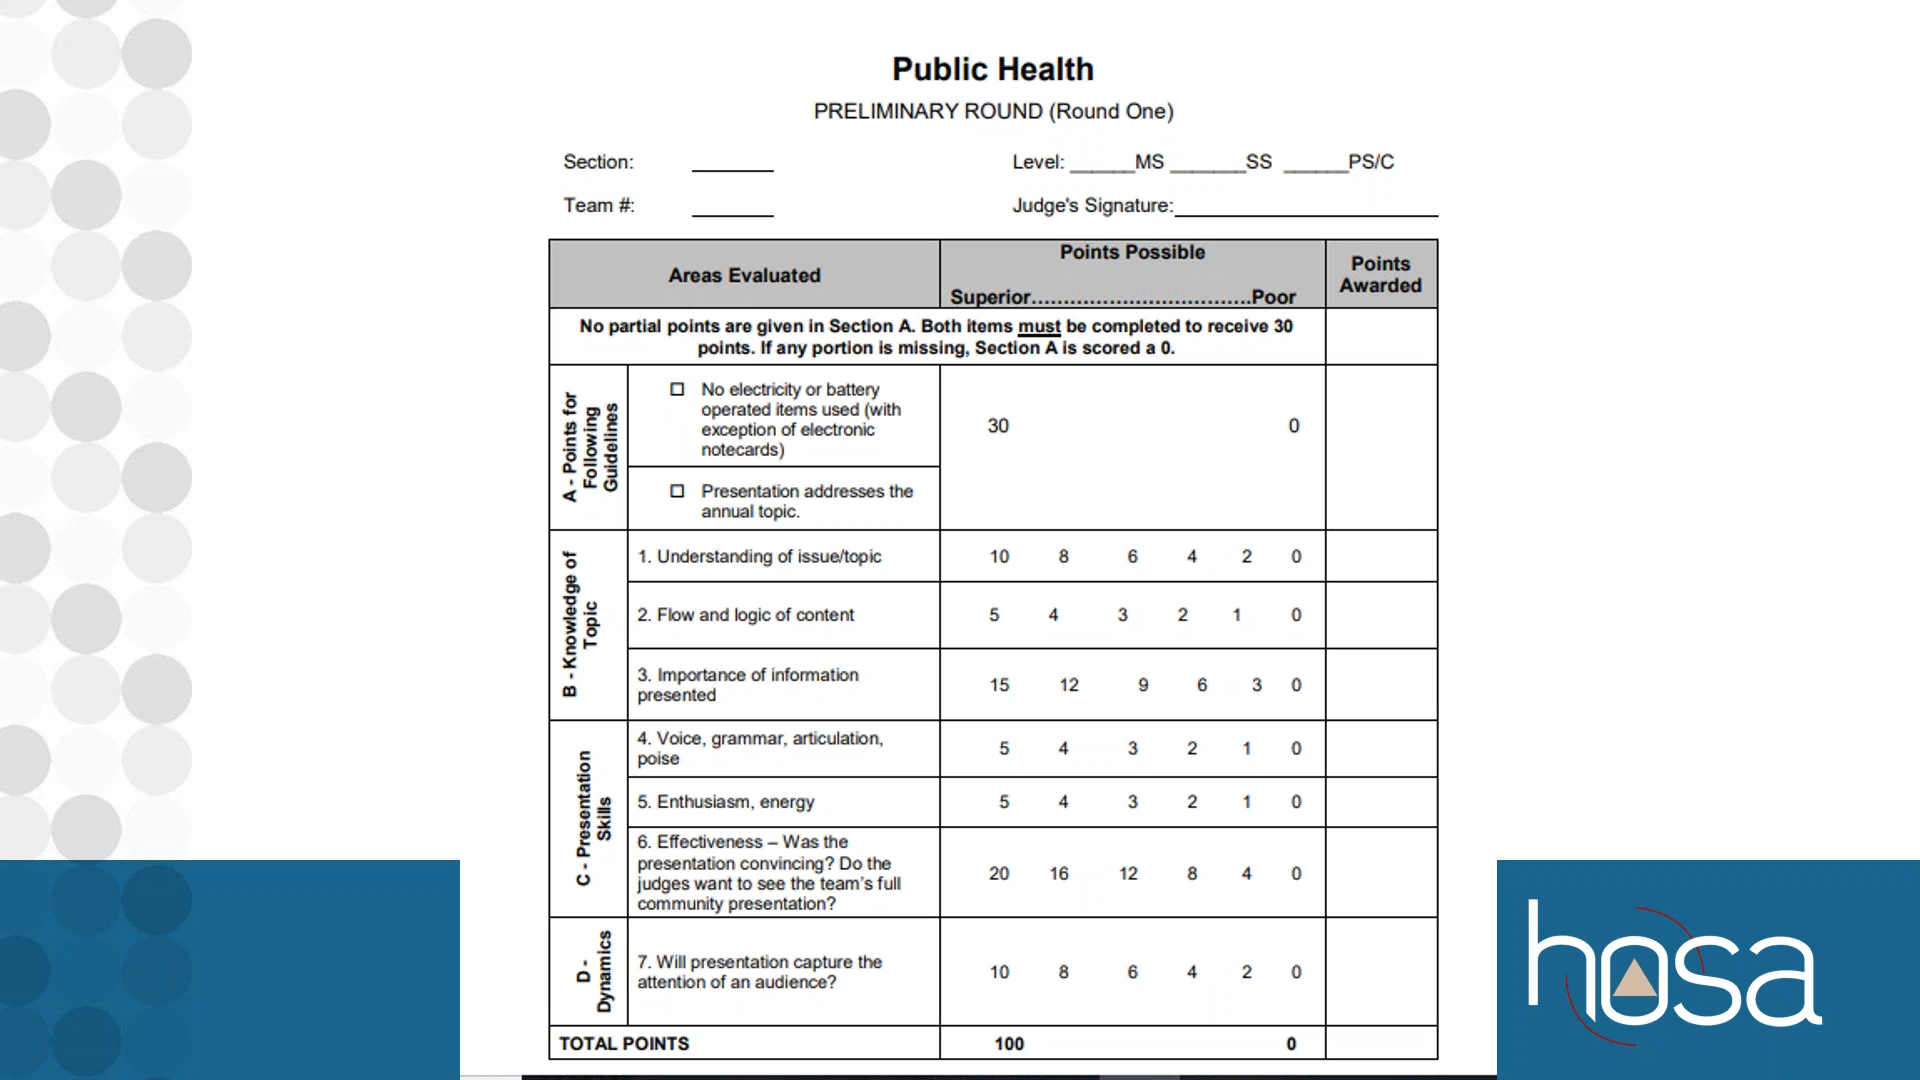 Public Health
PRELIMINARY ROUND (Round One)
Section: ________ Level: ______MS _______SS ______PS/C
Team #: ________ Judge's Signature:________________________
Areas Evaluated
Points Possible
Superior……………………………..Poor
Points
Awarded
No partial points are given in Section A. Both items must be completed to receive 30
points. If any portion is missing, Section A is scored a 0.
A - Points for
Following
Guidelines
☐ No electricity or battery
operated items used (with
exception of electronic
notecards)
30 0
☐ Presentation addresses the
annual topic.
B - Knowledge of
Topic
1. Understanding of issue/topic 10 8 6 4 2 0
2. Flow and logic of content 5 4 3 2 1 0
3. Importance of information
presented
15 12 9 6 3 0
C - Presentation
Skills
4. Voice, grammar, articulation,
poise
5 4 3 2 1 0
5. Enthusiasm, energy 5 4 3 2 1 0
6. Effectiveness – Was the
presentation convincing? Do the
judges want to see the team's full
community presentation?
20 16 12 8 4 0
D -
Dynamics
7. Will presentation capture the
attention of an audience?
10 8 6 4 2 0
TOTAL POINTS 100 0
hosa